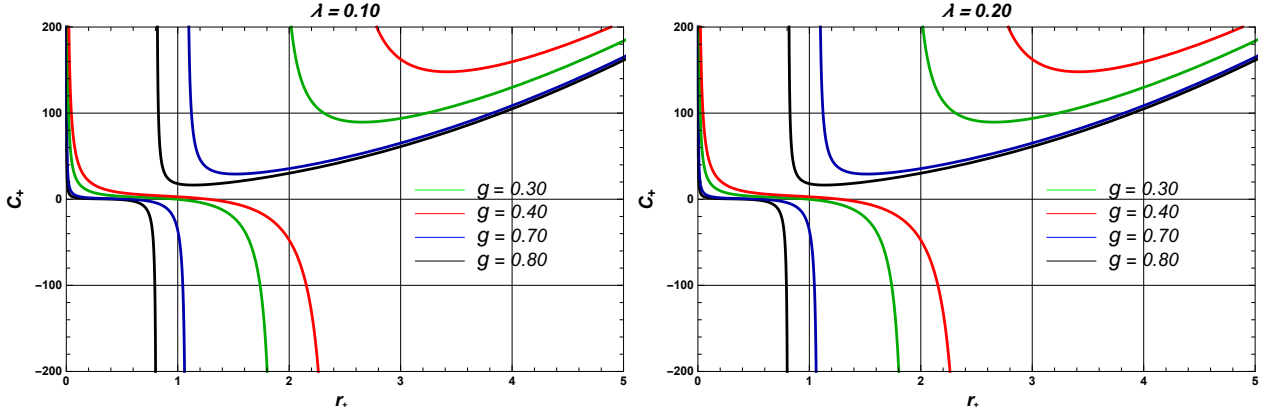 λ = 0.10
200
100
0
−100
−200
C₊
g = 0.30
g = 0.40
g = 0.70
g = 0.80
0 1 2 3 4 5
r₊
λ = 0.20
200
100
0
−100
−200
C₊
g = 0.30
g = 0.40
g = 0.70
g = 0.80
0 1 2 3 4 5
r₊